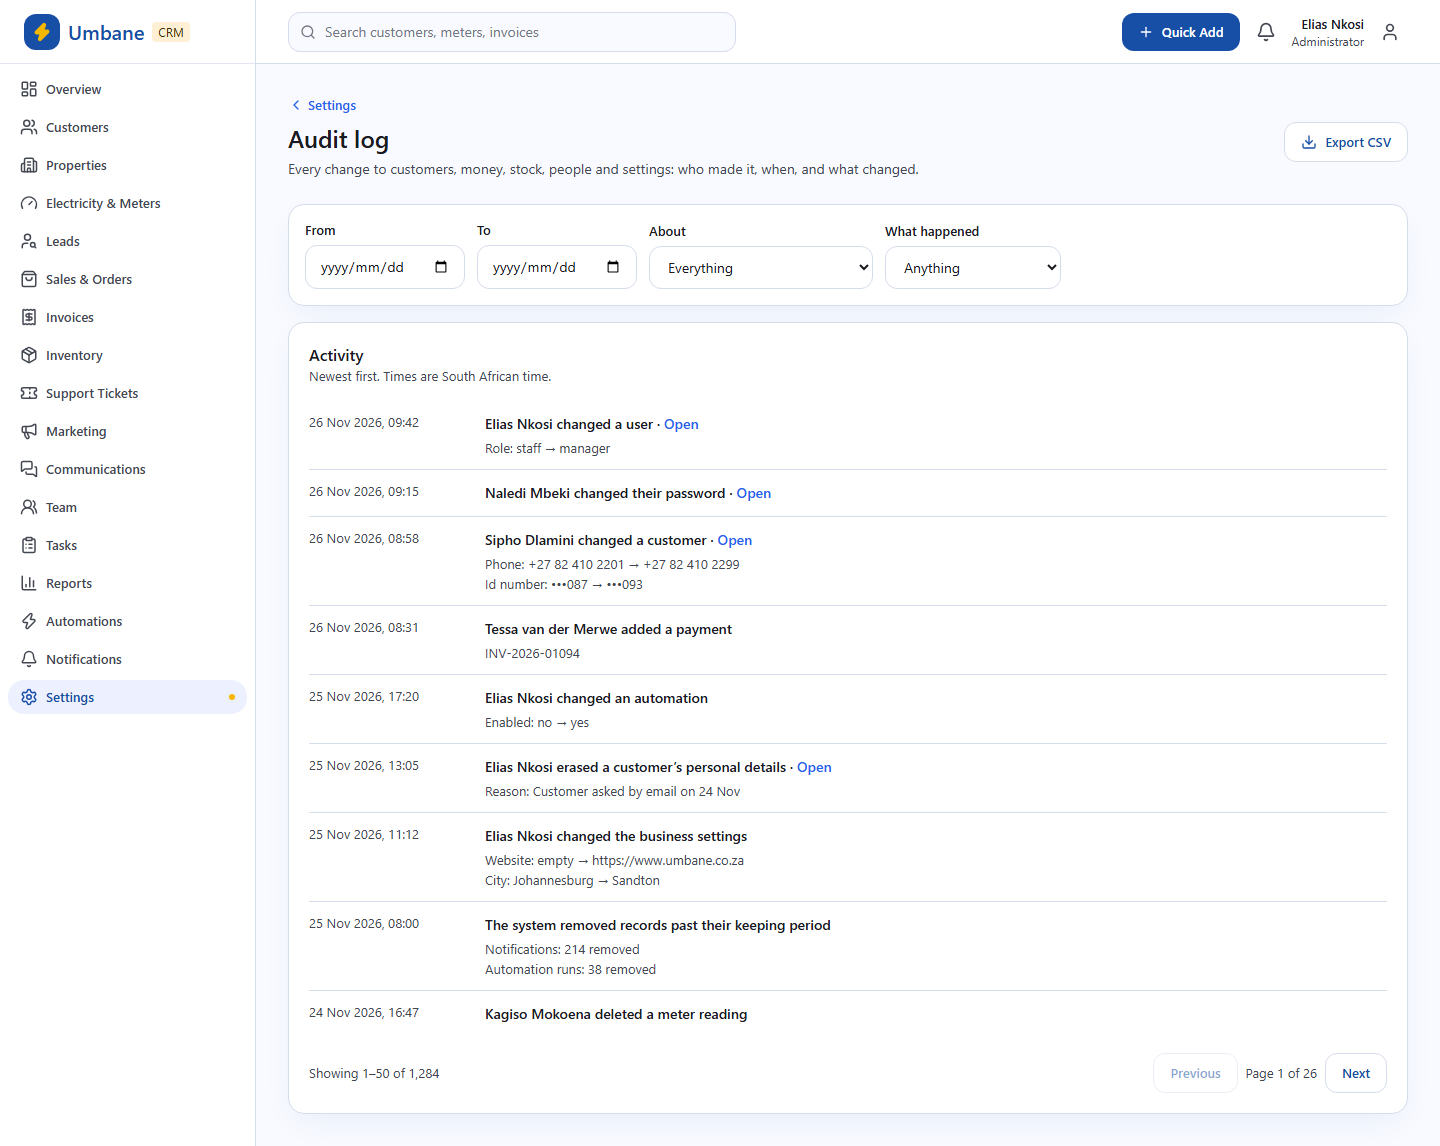 Umbane CRM
Search customers, meters, invoices
Quick Add
Elias Nkosi
Administrator
Overview
Customers
Properties
Electricity & Meters
Leads
Sales & Orders
Invoices
Inventory
Support Tickets
Marketing
Communications
Team
Tasks
Reports
Automations
Notifications
Settings
Settings
Audit log
Every change to customers, money, stock, people and settings: who made it, when, and what changed.
Export CSV
From
To
About
What happened
yyyy/mm/dd
yyyy/mm/dd
Everything
Anything
Activity
Newest first. Times are South African time.
26 Nov 2026, 09:42
Elias Nkosi changed a user · Open
Role: staff → manager
26 Nov 2026, 09:15
Naledi Mbeki changed their password · Open
26 Nov 2026, 08:58
Sipho Dlamini changed a customer · Open
Phone: +27 82 410 2201 → +27 82 410 2299
Id number: •••087 → •••093
26 Nov 2026, 08:31
Tessa van der Merwe added a payment
INV-2026-01094
25 Nov 2026, 17:20
Elias Nkosi changed an automation
Enabled: no → yes
25 Nov 2026, 13:05
Elias Nkosi erased a customer’s personal details · Open
Reason: Customer asked by email on 24 Nov
25 Nov 2026, 11:12
Elias Nkosi changed the business settings
Website: empty → https://www.umbane.co.za
City: Johannesburg → Sandton
25 Nov 2026, 08:00
The system removed records past their keeping period
Notifications: 214 removed
Automation runs: 38 removed
24 Nov 2026, 16:47
Kagiso Mokoena deleted a meter reading
Showing 1–50 of 1,284
Previous
Page 1 of 26
Next